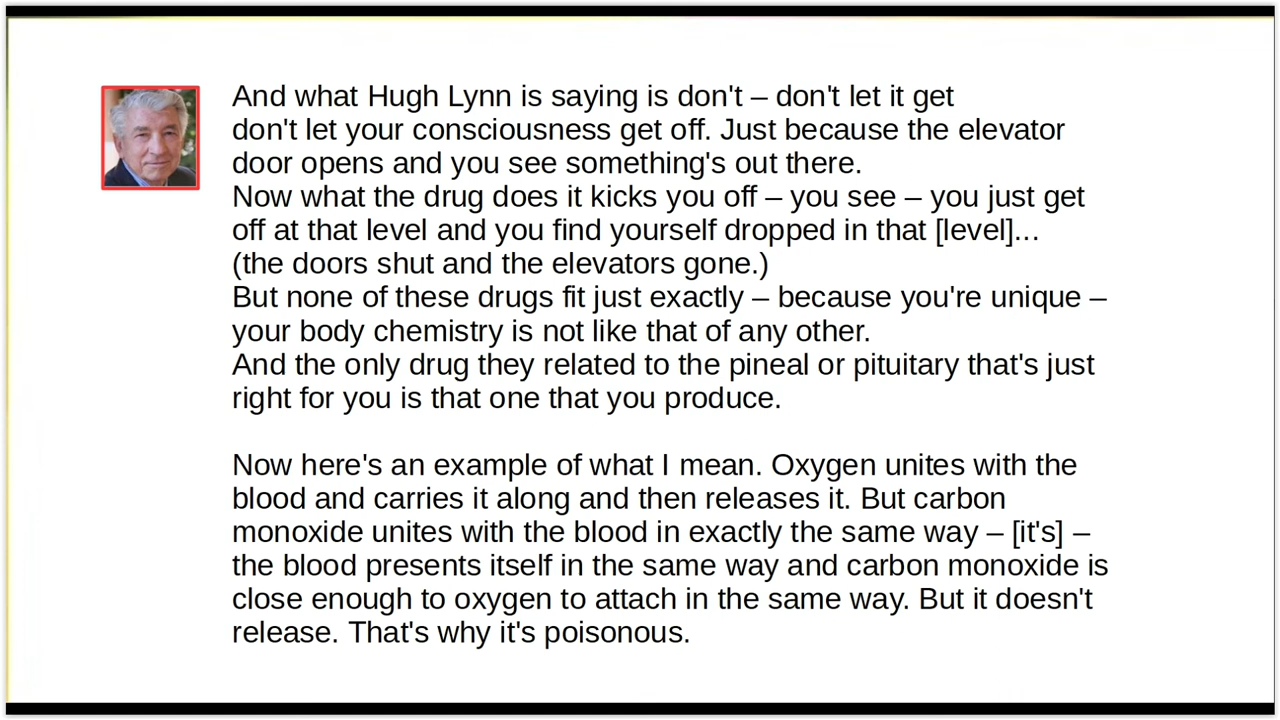 And what Hugh Lynn is saying is don't – don't let it get
don't let your consciousness get off. Just because the elevator
door opens and you see something's out there.
Now what the drug does it kicks you off – you see – you just get
off at that level and you find yourself dropped in that [level]...
(the doors shut and the elevators gone.)
But none of these drugs fit just exactly – because you're unique –
your body chemistry is not like that of any other.
And the only drug they related to the pineal or pituitary that's just
right for you is that one that you produce.
Now here's an example of what I mean. Oxygen unites with the
blood and carries it along and then releases it. But carbon
monoxide unites with the blood in exactly the same way – [it's] –
the blood presents itself in the same way and carbon monoxide is
close enough to oxygen to attach in the same way. But it doesn't
release. That's why it's poisonous.